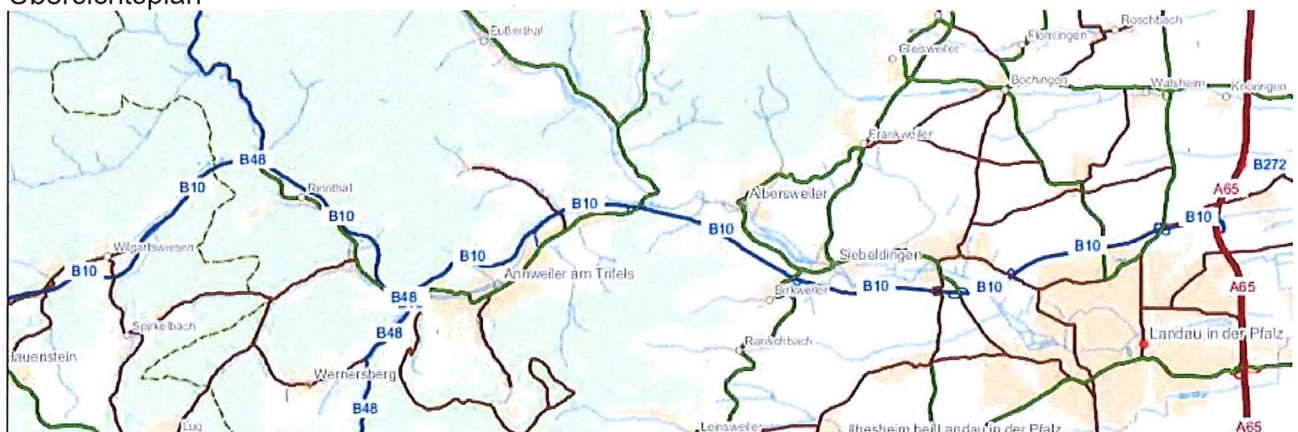 Übersichtsplan
Roschbach
Eußerthal
Flemlingen
Gleisweiler
Böchingen
Walsheim
Knöringen
Frankweiler
B48
B272
B10
Rinnthal
A65
Albersweiler
B10
B10
B10
B10
B10
Wilgartswiesen
B10
Siebeldingen
B10
Annweiler am Trifels
B10
B10
B10
Birkweiler
A65
B48
Spirkelbach
B48
Landau in der Pfalz
Ranschbach
Hauenstein
Wernersberg
B48
Lug
Leinsweiler
Ilbesheim bei Landau in der Pfalz
A65